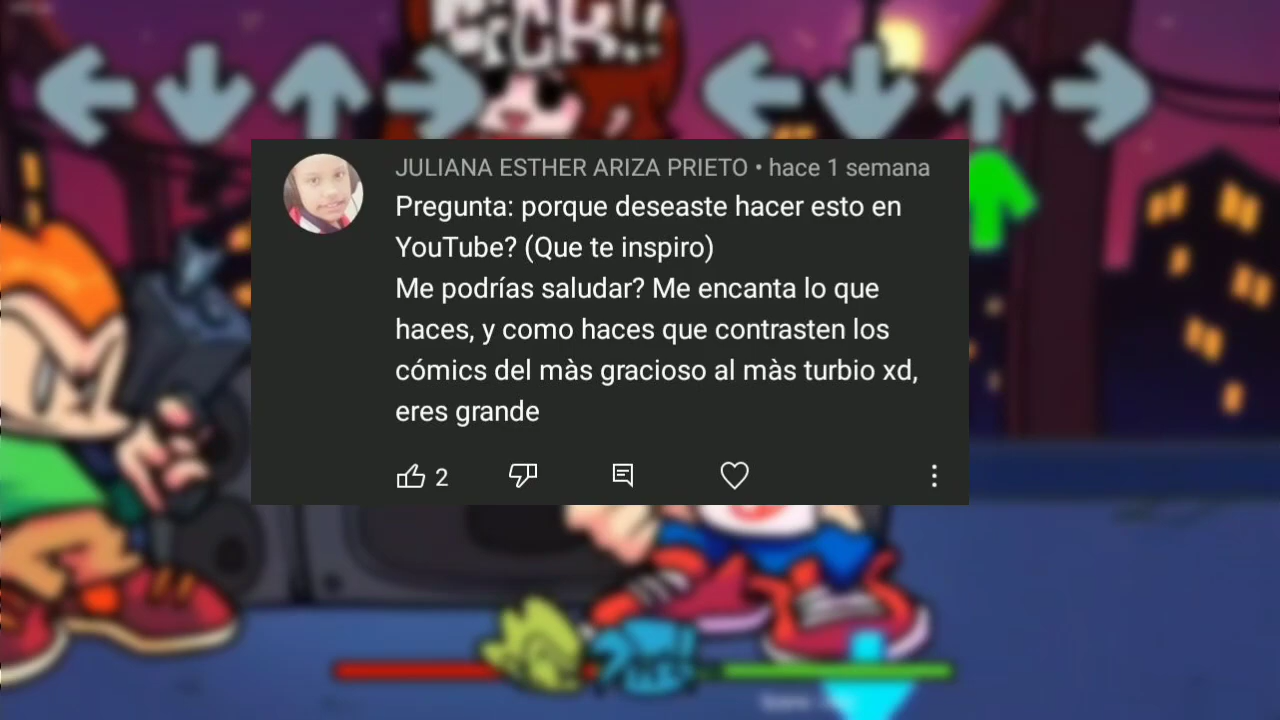 JULIANA ESTHER ARIZA PRIETO • hace 1 semana
Pregunta: porque deseaste hacer esto en
YouTube? (Que te inspiro)
Me podrías saludar? Me encanta lo que
haces, y como haces que contrasten los
cómics del màs gracioso al màs turbio xd,
eres grande
2